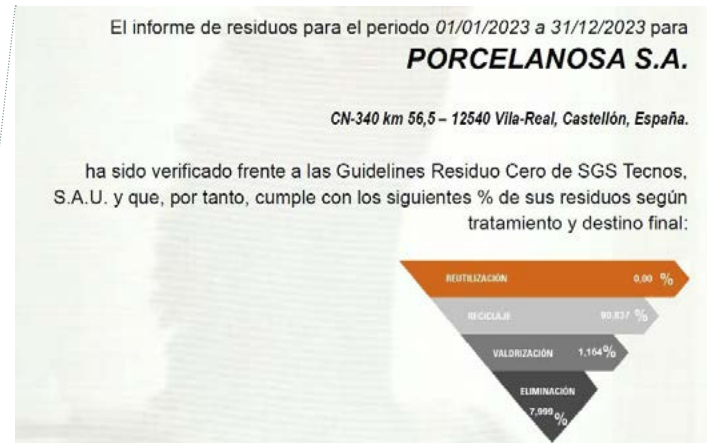 El informe de residuos para el periodo 01/01/2023 a 31/12/2023 para
PORCELANOSA S.A.
CN-340 km 56,5 – 12540 Vila-Real, Castellón, España.
ha sido verificado frente a las Guidelines Residuo Cero de SGS Tecnos,
S.A.U. y que, por tanto, cumple con los siguientes % de sus residuos según
tratamiento y destino final:
REUTILIZACIÓN 0,00 %
RECICLAJE 90,837 %
VALORIZACIÓN 1,164%
ELIMINACIÓN
7,999%